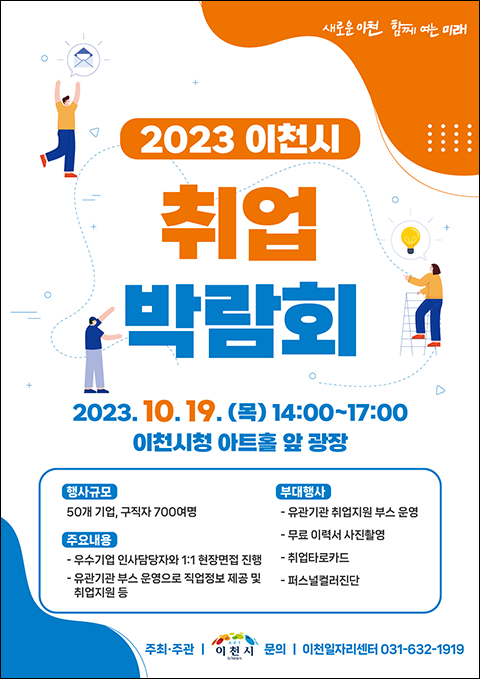 새로운 이천 함께 여는 미래
2023 이천시
취업
박람회
2023. 10. 19. (목) 14:00~17:00
이천시청 아트홀 앞 광장
행사규모
50개 기업, 구직자 700여명
주요내용
- 우수기업 인사담당자와 1:1 현장면접 진행
- 유관기관 부스 운영으로 직업정보 제공 및
취업지원 등
부대행사
- 유관기관 취업지원 부스 운영
- 무료 이력서 사진촬영
- 취업타로카드
- 퍼스널컬러진단
주최·주관 | 이천시 문의 | 이천일자리센터 031-632-1919